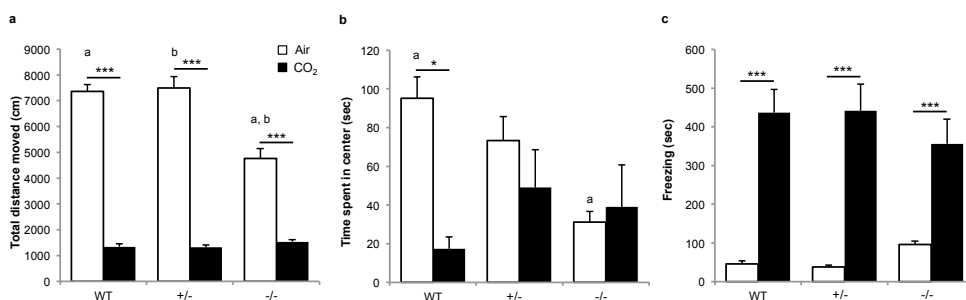 a
Total distance moved (cm)
9000
8000
7000
6000
5000
4000
3000
2000
1000
0
a
***
b
***
a, b
***
Air
CO₂
WT
+/-
-/-
b
Time spent in center (sec)
120
100
80
60
40
20
0
a
*
a
WT
+/-
-/-
c
Freezing (sec)
600
500
400
300
200
100
0
***
***
***
WT
+/-
-/-